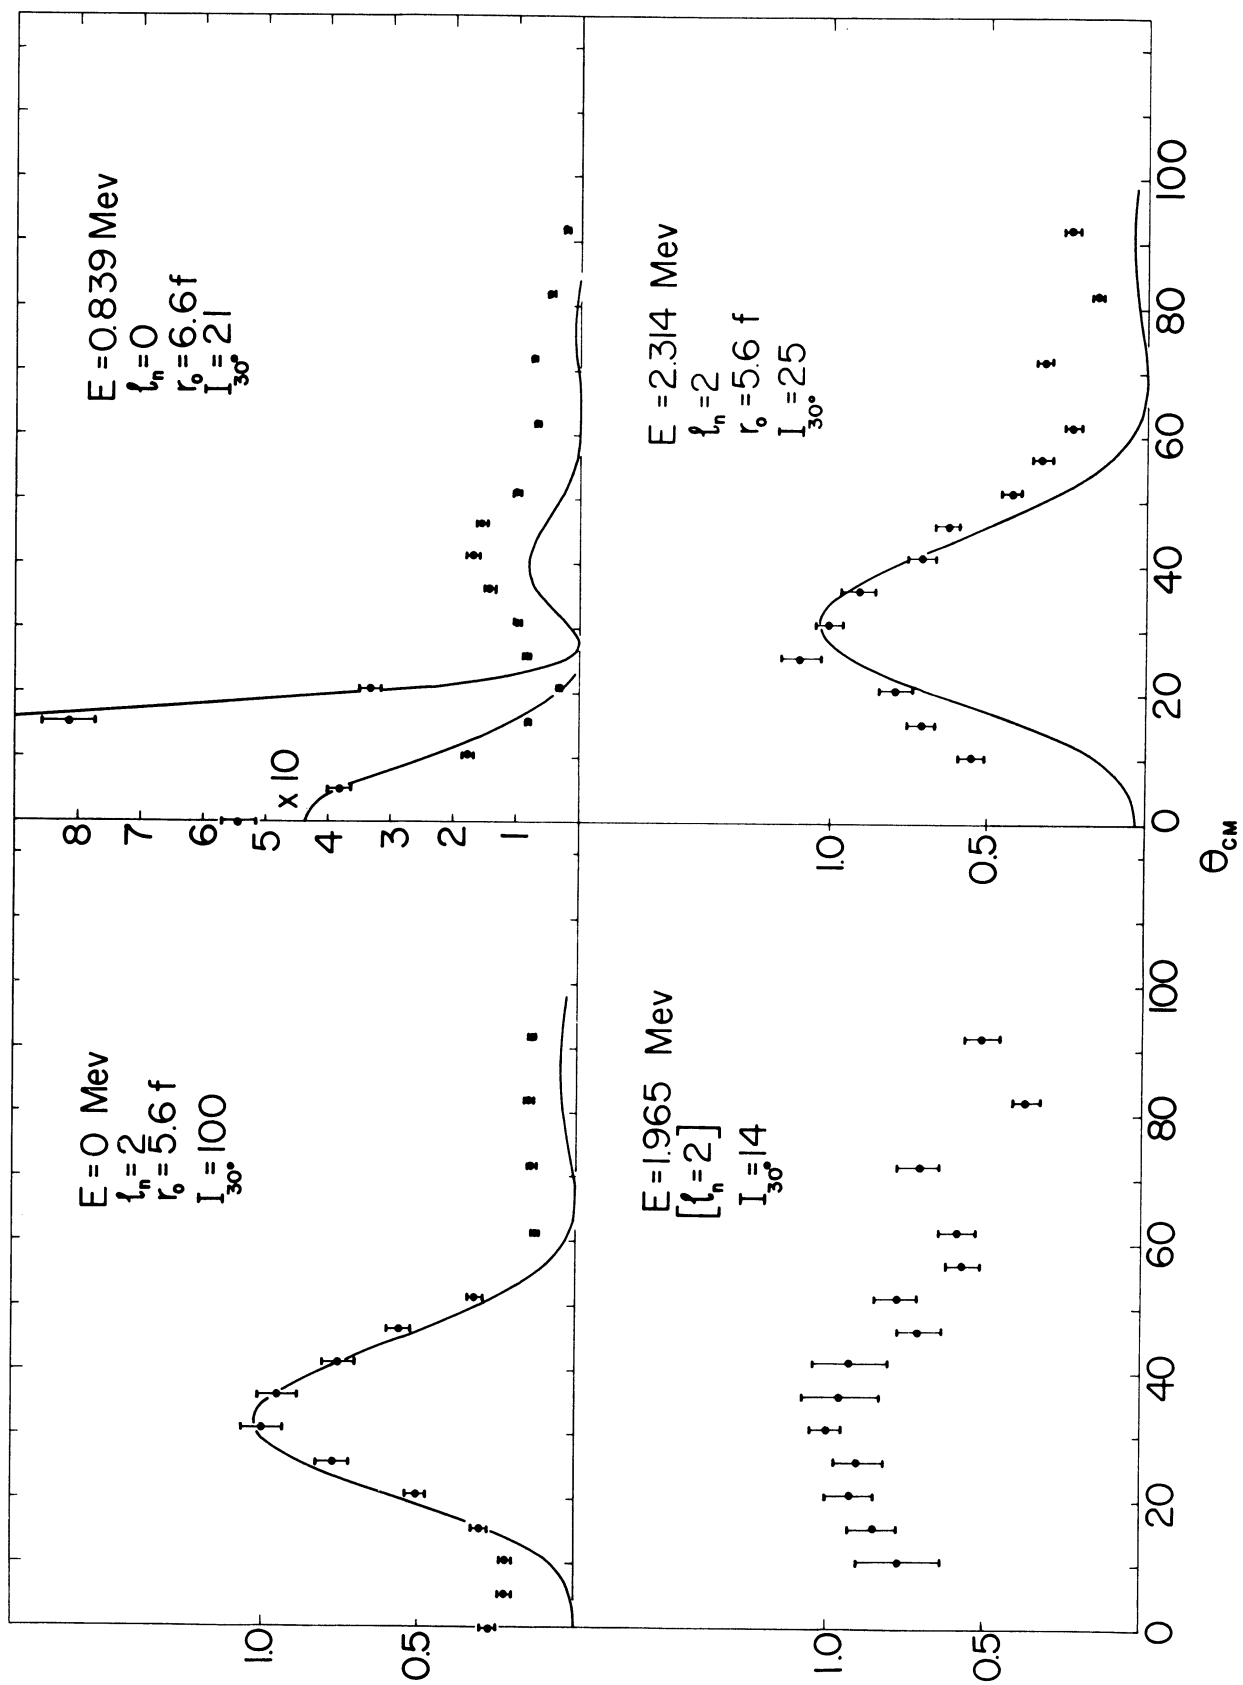 E = 0 Mev
ℓn = 2
r₀ = 5.6 f
I30° = 100
1.0
0.5
E = 0.839 Mev
ℓn = 0
r₀ = 6.6 f
I30° = 21
8
7
6
5
4
3
2
1
x 10
E = 1.965 Mev
[ℓn = 2]
I30° = 14
1.0
0.5
0 20 40 60 80 100
E = 2.314 Mev
ℓn = 2
r₀ = 5.6 f
I30° = 25
1.0
0.5
0 20 40 60 80 100
θCM